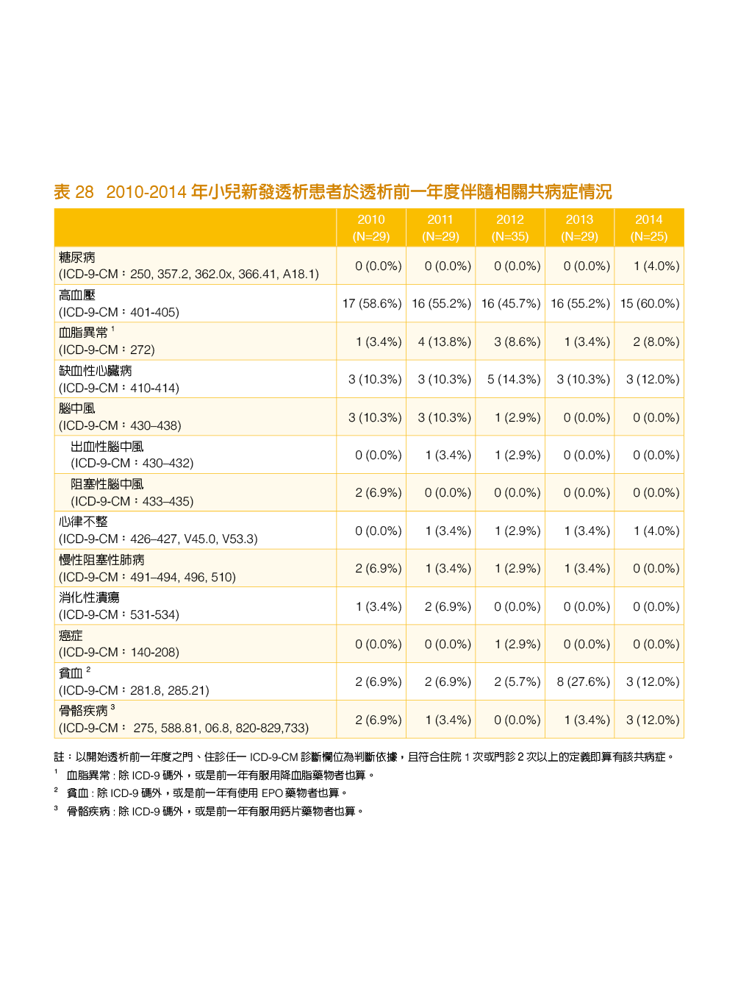 表 28 2010-2014 年小兒新發透析患者於透析前一年度伴隨相關共病症情況
2010 2011 2012 2013 2014
(N=29) (N=29) (N=35) (N=29) (N=25)
糖尿病
(ICD-9-CM：250, 357.2, 362.0x, 366.41, A18.1) 0 (0.0%) 0 (0.0%) 0 (0.0%) 0 (0.0%) 1 (4.0%)
高血壓
(ICD-9-CM：401-405) 17 (58.6%) 16 (55.2%) 16 (45.7%) 16 (55.2%) 15 (60.0%)
血脂異常 1
(ICD-9-CM：272) 1 (3.4%) 4 (13.8%) 3 (8.6%) 1 (3.4%) 2 (8.0%)
缺血性心臟病
(ICD-9-CM：410-414) 3 (10.3%) 3 (10.3%) 5 (14.3%) 3 (10.3%) 3 (12.0%)
腦中風
(ICD-9-CM：430–438) 3 (10.3%) 3 (10.3%) 1 (2.9%) 0 (0.0%) 0 (0.0%)
出血性腦中風
(ICD-9-CM：430–432) 0 (0.0%) 1 (3.4%) 1 (2.9%) 0 (0.0%) 0 (0.0%)
阻塞性腦中風
(ICD-9-CM：433–435) 2 (6.9%) 0 (0.0%) 0 (0.0%) 0 (0.0%) 0 (0.0%)
心律不整
(ICD-9-CM：426–427, V45.0, V53.3) 0 (0.0%) 1 (3.4%) 1 (2.9%) 1 (3.4%) 1 (4.0%)
慢性阻塞性肺病
(ICD-9-CM：491–494, 496, 510) 2 (6.9%) 1 (3.4%) 1 (2.9%) 1 (3.4%) 0 (0.0%)
消化性潰瘍
(ICD-9-CM：531-534) 1 (3.4%) 2 (6.9%) 0 (0.0%) 0 (0.0%) 0 (0.0%)
癌症
(ICD-9-CM：140-208) 0 (0.0%) 0 (0.0%) 1 (2.9%) 0 (0.0%) 0 (0.0%)
貧血 2
(ICD-9-CM：281.8, 285.21) 2 (6.9%) 2 (6.9%) 2 (5.7%) 8 (27.6%) 3 (12.0%)
骨骼疾病 3
(ICD-9-CM： 275, 588.81, 06.8, 820-829,733) 2 (6.9%) 1 (3.4%) 0 (0.0%) 1 (3.4%) 3 (12.0%)
註：以開始透析前一年度之門、住診任一 ICD-9-CM 診斷欄位為判斷依據，且符合住院 1 次或門診 2 次以上的定義即算有該共病症。
1 血脂異常 : 除 ICD-9 碼外，或是前一年有服用降血脂藥物者也算。
2 貧血 : 除 ICD-9 碼外，或是前一年有使用 EPO 藥物者也算。
3 骨骼疾病 : 除 ICD-9 碼外，或是前一年有服用鈣片藥物者也算。